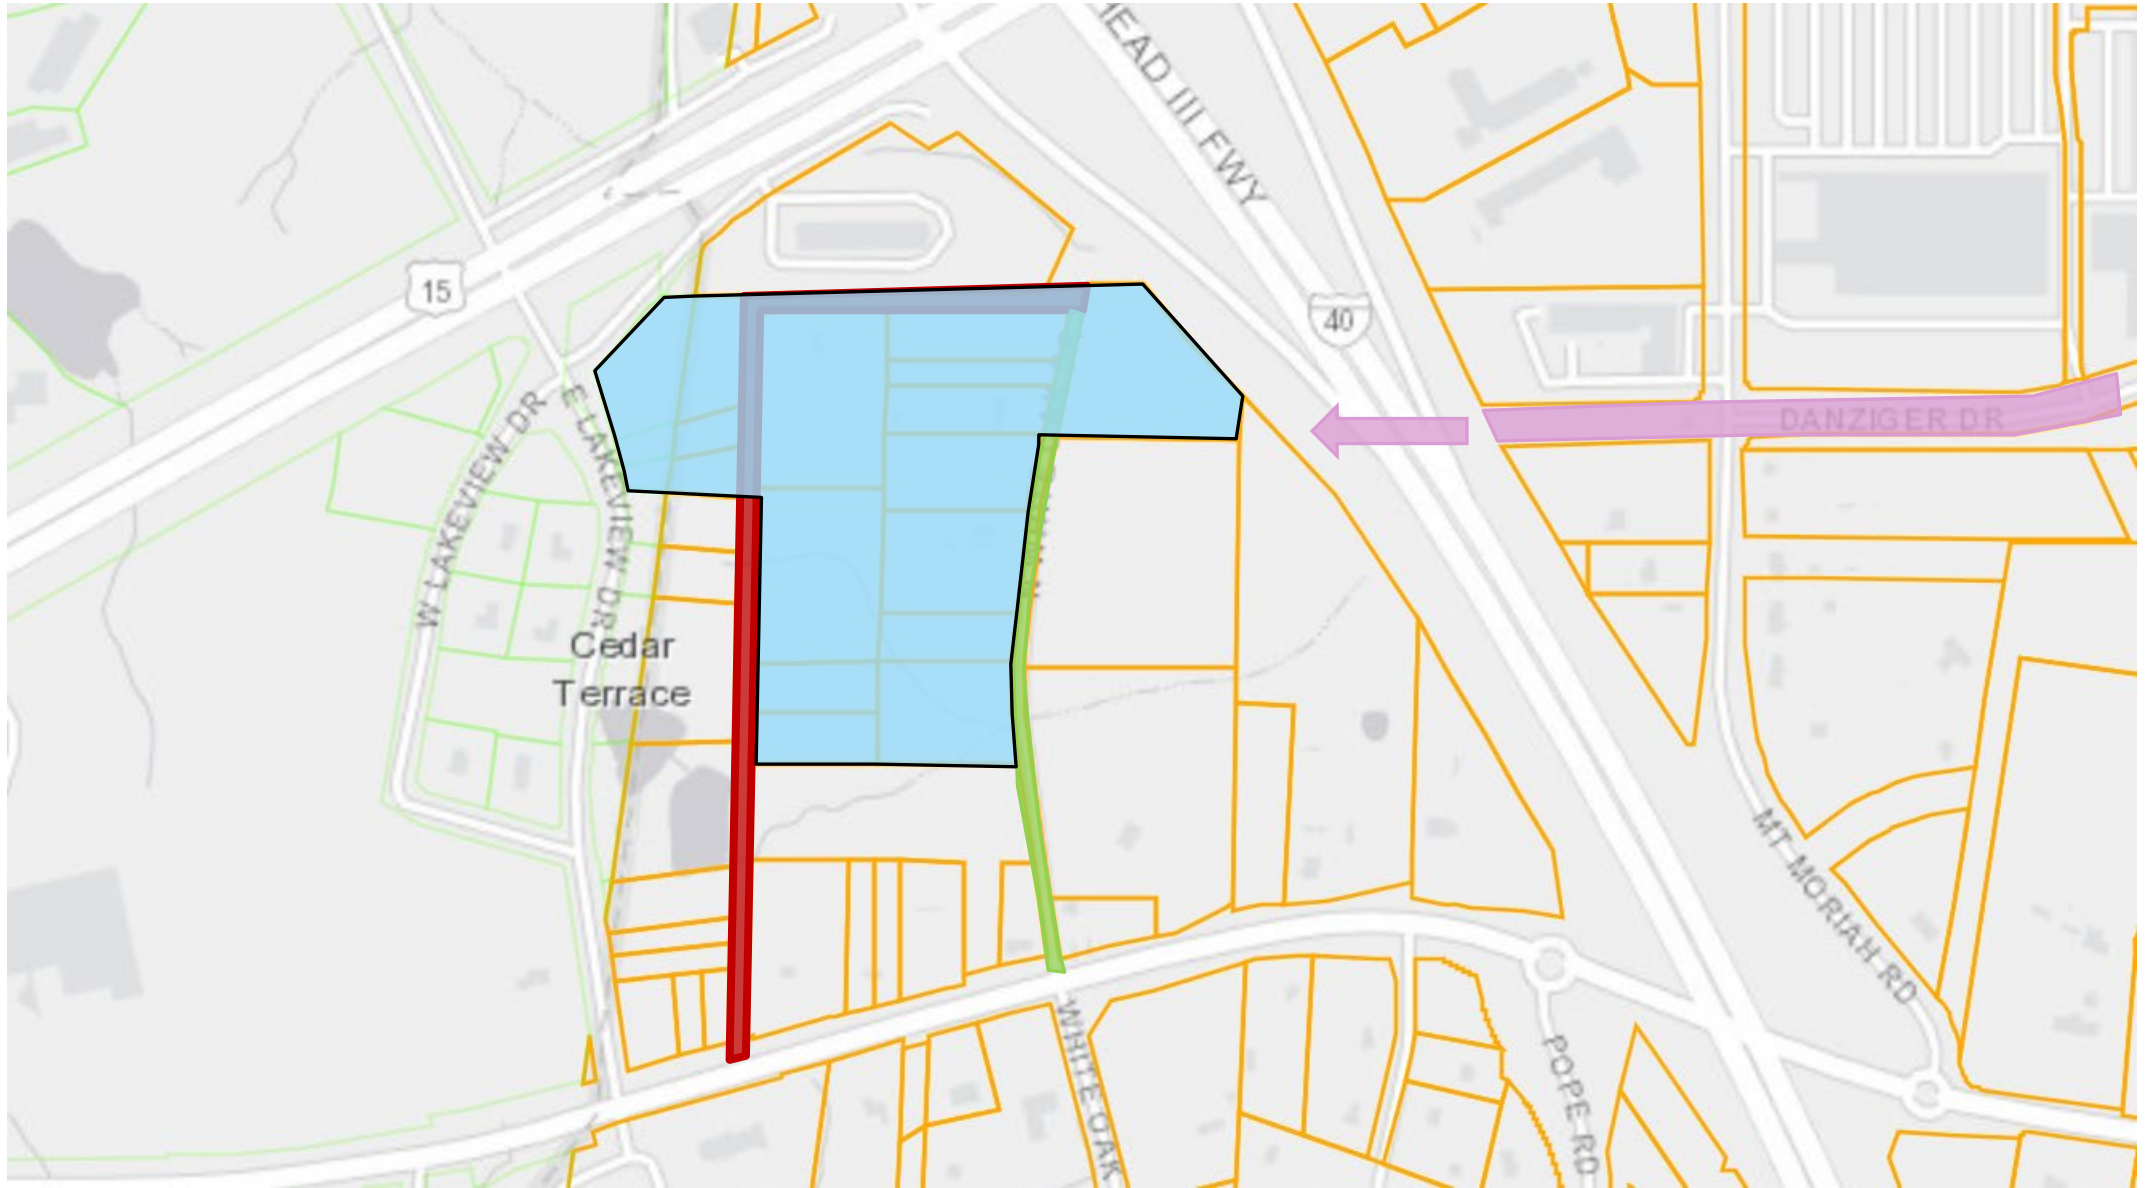 HEAD III FWY
15
40
DANZIGER DR
W LAKEVIEW DR
E LAKEVIEW DR
Cedar
Terrace
MT MORIAH RD
WHITE OAK
POPE RD